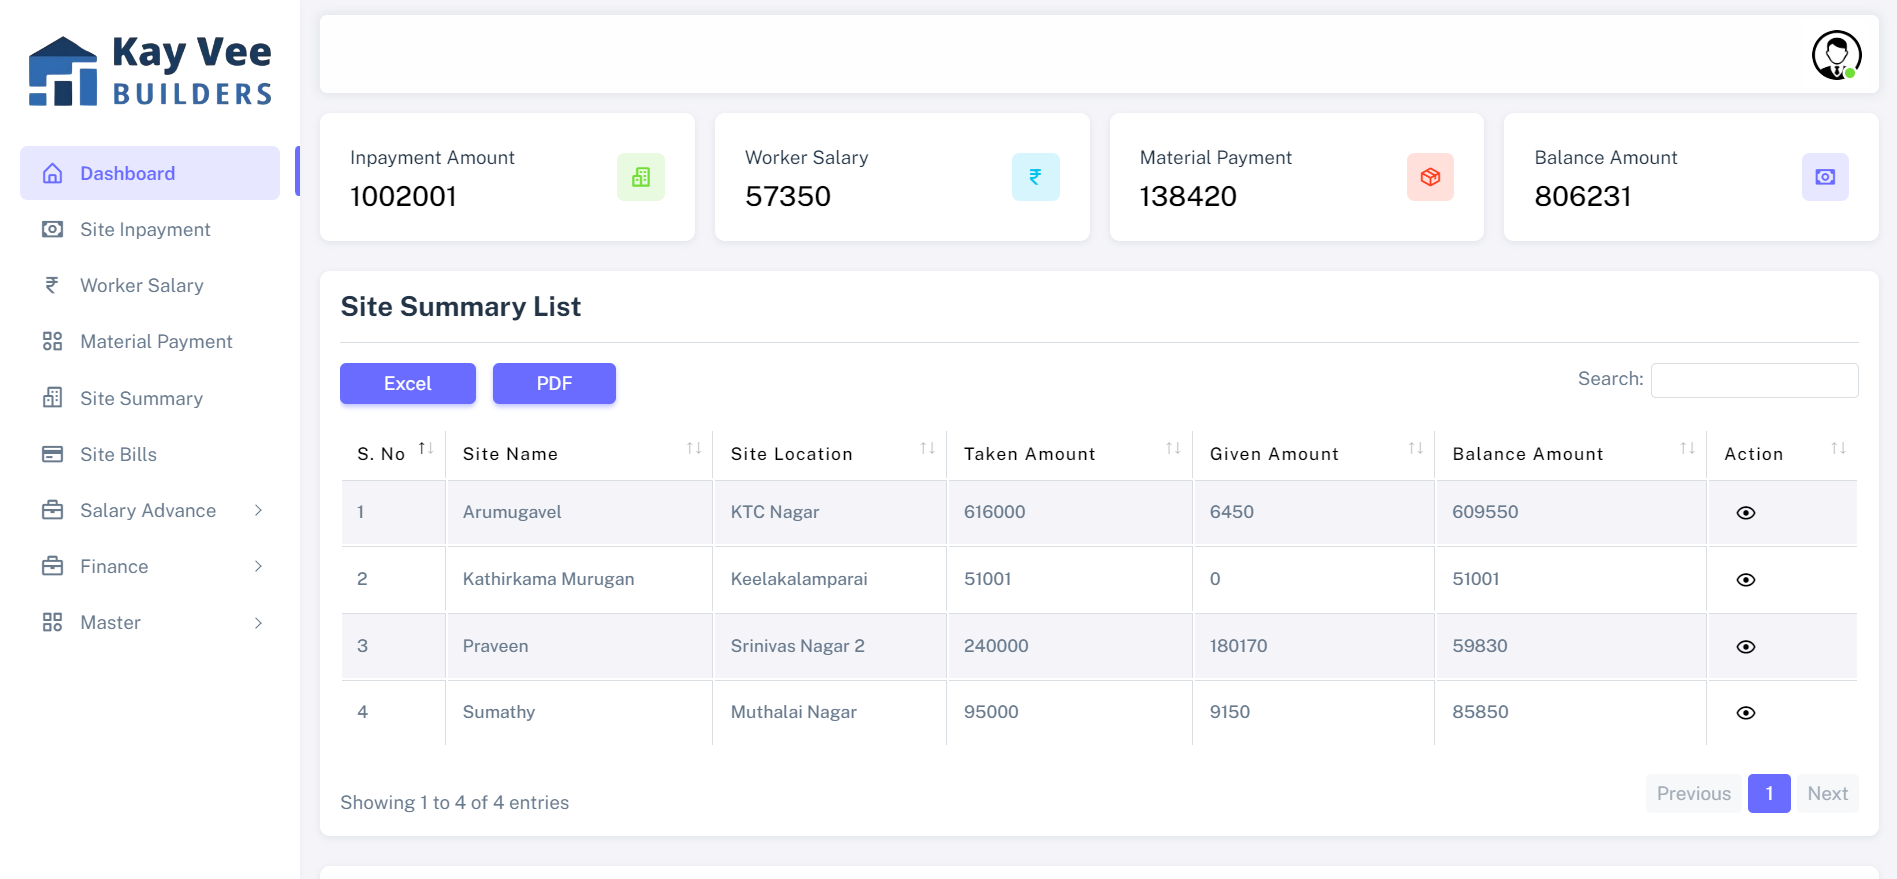 Kay Vee
BUILDERS
Dashboard
Site Inpayment
Worker Salary
Material Payment
Site Summary
Site Bills
Salary Advance
Finance
Master
Inpayment Amount
1002001
Worker Salary
57350
Material Payment
138420
Balance Amount
806231
Site Summary List
Excel PDF Search:
S. No Site Name Site Location Taken Amount Given Amount Balance Amount Action
1 Arumugavel KTC Nagar 616000 6450 609550
2 Kathirkama Murugan Keelakalamparai 51001 0 51001
3 Praveen Srinivas Nagar 2 240000 180170 59830
4 Sumathy Muthalai Nagar 95000 9150 85850
Showing 1 to 4 of 4 entries
Previous 1 Next